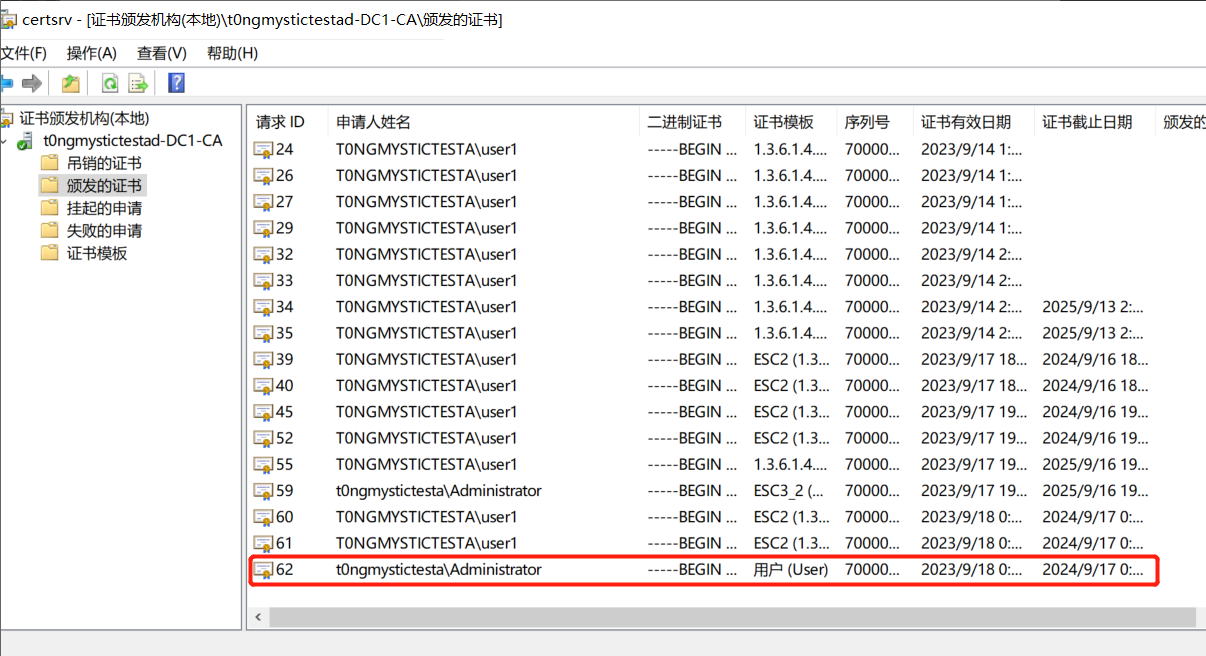 certsrv - [证书颁发机构(本地)\t0ngmystictestad-DC1-CA\颁发的证书]
文件(F) 操作(A) 查看(V) 帮助(H)
证书颁发机构(本地)
t0ngmystictestad-DC1-CA
吊销的证书
颁发的证书
挂起的申请
失败的申请
证书模板
请求 ID 申请人姓名 二进制证书 证书模板 序列号 证书有效日期 证书截止日期 颁发的
24 T0NGMYSTICTESTA\user1 -----BEGIN ... 1.3.6.1.4.... 70000... 2023/9/14 1:...
26 T0NGMYSTICTESTA\user1 -----BEGIN ... 1.3.6.1.4.... 70000... 2023/9/14 1:...
27 T0NGMYSTICTESTA\user1 -----BEGIN ... 1.3.6.1.4.... 70000... 2023/9/14 1:...
29 T0NGMYSTICTESTA\user1 -----BEGIN ... 1.3.6.1.4.... 70000... 2023/9/14 1:...
32 T0NGMYSTICTESTA\user1 -----BEGIN ... 1.3.6.1.4.... 70000... 2023/9/14 2:...
33 T0NGMYSTICTESTA\user1 -----BEGIN ... 1.3.6.1.4.... 70000... 2023/9/14 2:...
34 T0NGMYSTICTESTA\user1 -----BEGIN ... 1.3.6.1.4.... 70000... 2023/9/14 2:... 2025/9/13 2:...
35 T0NGMYSTICTESTA\user1 -----BEGIN ... 1.3.6.1.4.... 70000... 2023/9/14 2:... 2025/9/13 2:...
39 T0NGMYSTICTESTA\user1 -----BEGIN ... ESC2 (1.3... 70000... 2023/9/17 18... 2024/9/16 18...
40 T0NGMYSTICTESTA\user1 -----BEGIN ... ESC2 (1.3... 70000... 2023/9/17 18... 2024/9/16 18...
45 T0NGMYSTICTESTA\user1 -----BEGIN ... ESC2 (1.3... 70000... 2023/9/17 19... 2024/9/16 19...
52 T0NGMYSTICTESTA\user1 -----BEGIN ... ESC2 (1.3... 70000... 2023/9/17 19... 2024/9/16 19...
55 T0NGMYSTICTESTA\user1 -----BEGIN ... 1.3.6.1.4.... 70000... 2023/9/17 19... 2025/9/16 19...
59 t0ngmystictesta\Administrator -----BEGIN ... ESC3_2 (... 70000... 2023/9/17 19... 2025/9/16 19...
60 T0NGMYSTICTESTA\user1 -----BEGIN ... ESC2 (1.3... 70000... 2023/9/18 0:... 2024/9/17 0:...
61 T0NGMYSTICTESTA\user1 -----BEGIN ... ESC2 (1.3... 70000... 2023/9/18 0:... 2024/9/17 0:...
62 t0ngmystictesta\Administrator -----BEGIN ... 用户 (User) 70000... 2023/9/18 0:... 2024/9/17 0:...